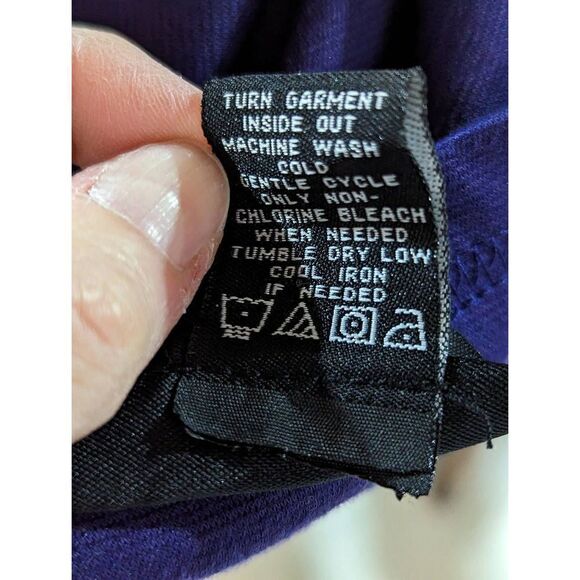 TURN GARMENT
INSIDE OUT
MACHINE WASH
COLD
GENTLE CYCLE
ONLY NON-
CHLORINE BLEACH
WHEN NEEDED
TUMBLE DRY LOW
COOL IRON
IF NEEDED